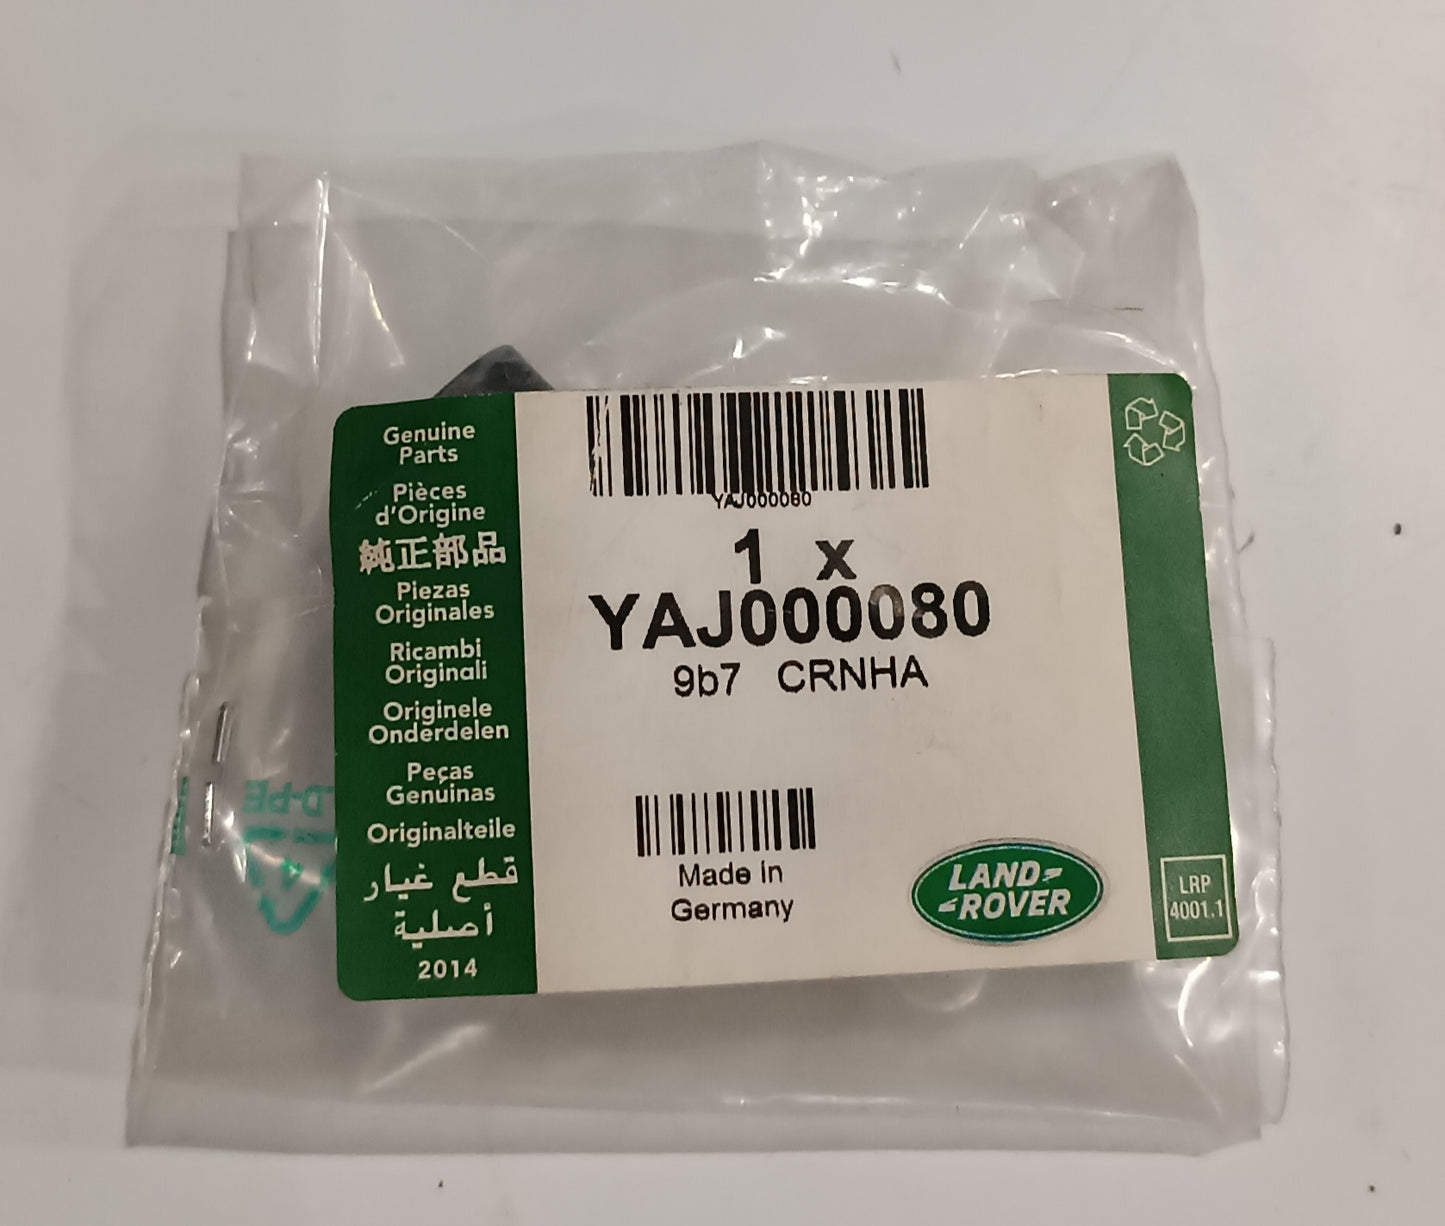 Genuine
Parts
Pièces
d'Origine
純正部品
Piezas
Originales
Ricambi
Originali
Originele
Onderdelen
Peças
Genuinas
Originalteile
قطع غيار
أصلية
2014
YAJ000080
1 x
YAJ000080
9b7 CRNHA
Made in
Germany
LAND-
-ROVER
LRP
4001.1